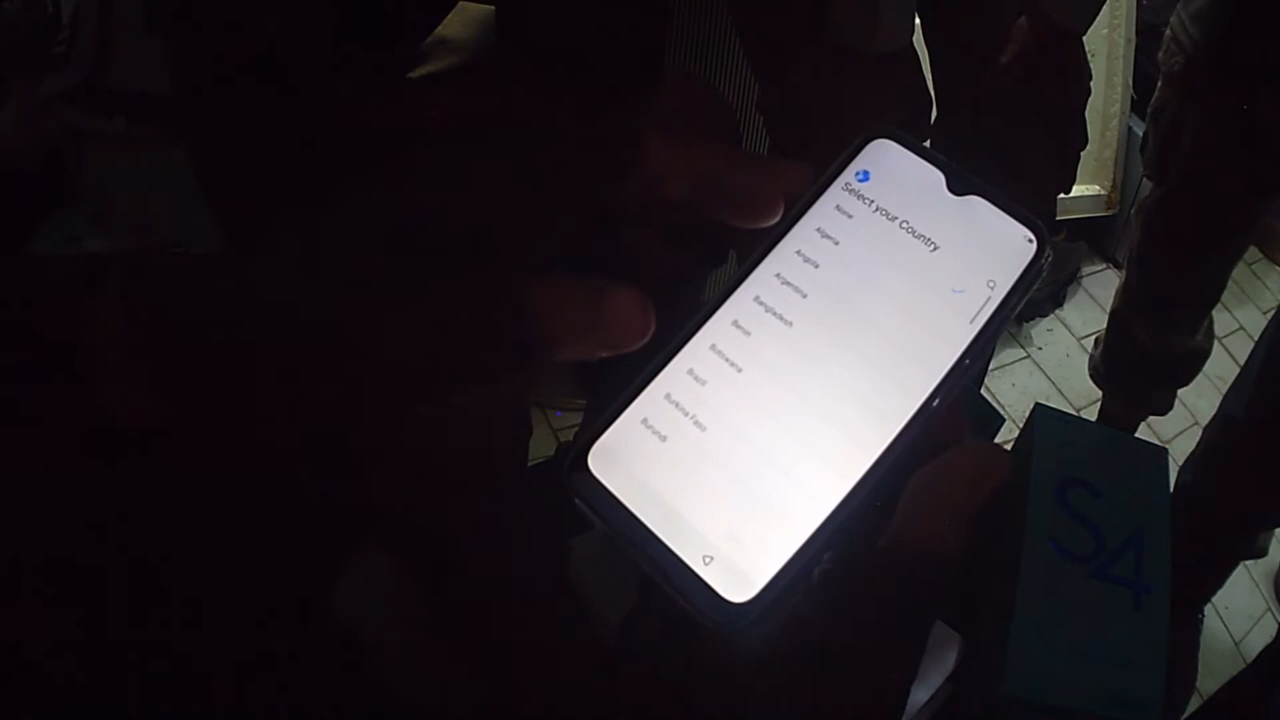 Select your Country
None
Algeria
Angola
Argentina
Bangladesh
Benin
Botswana
Brazil
Burkina Faso
Burundi
S4